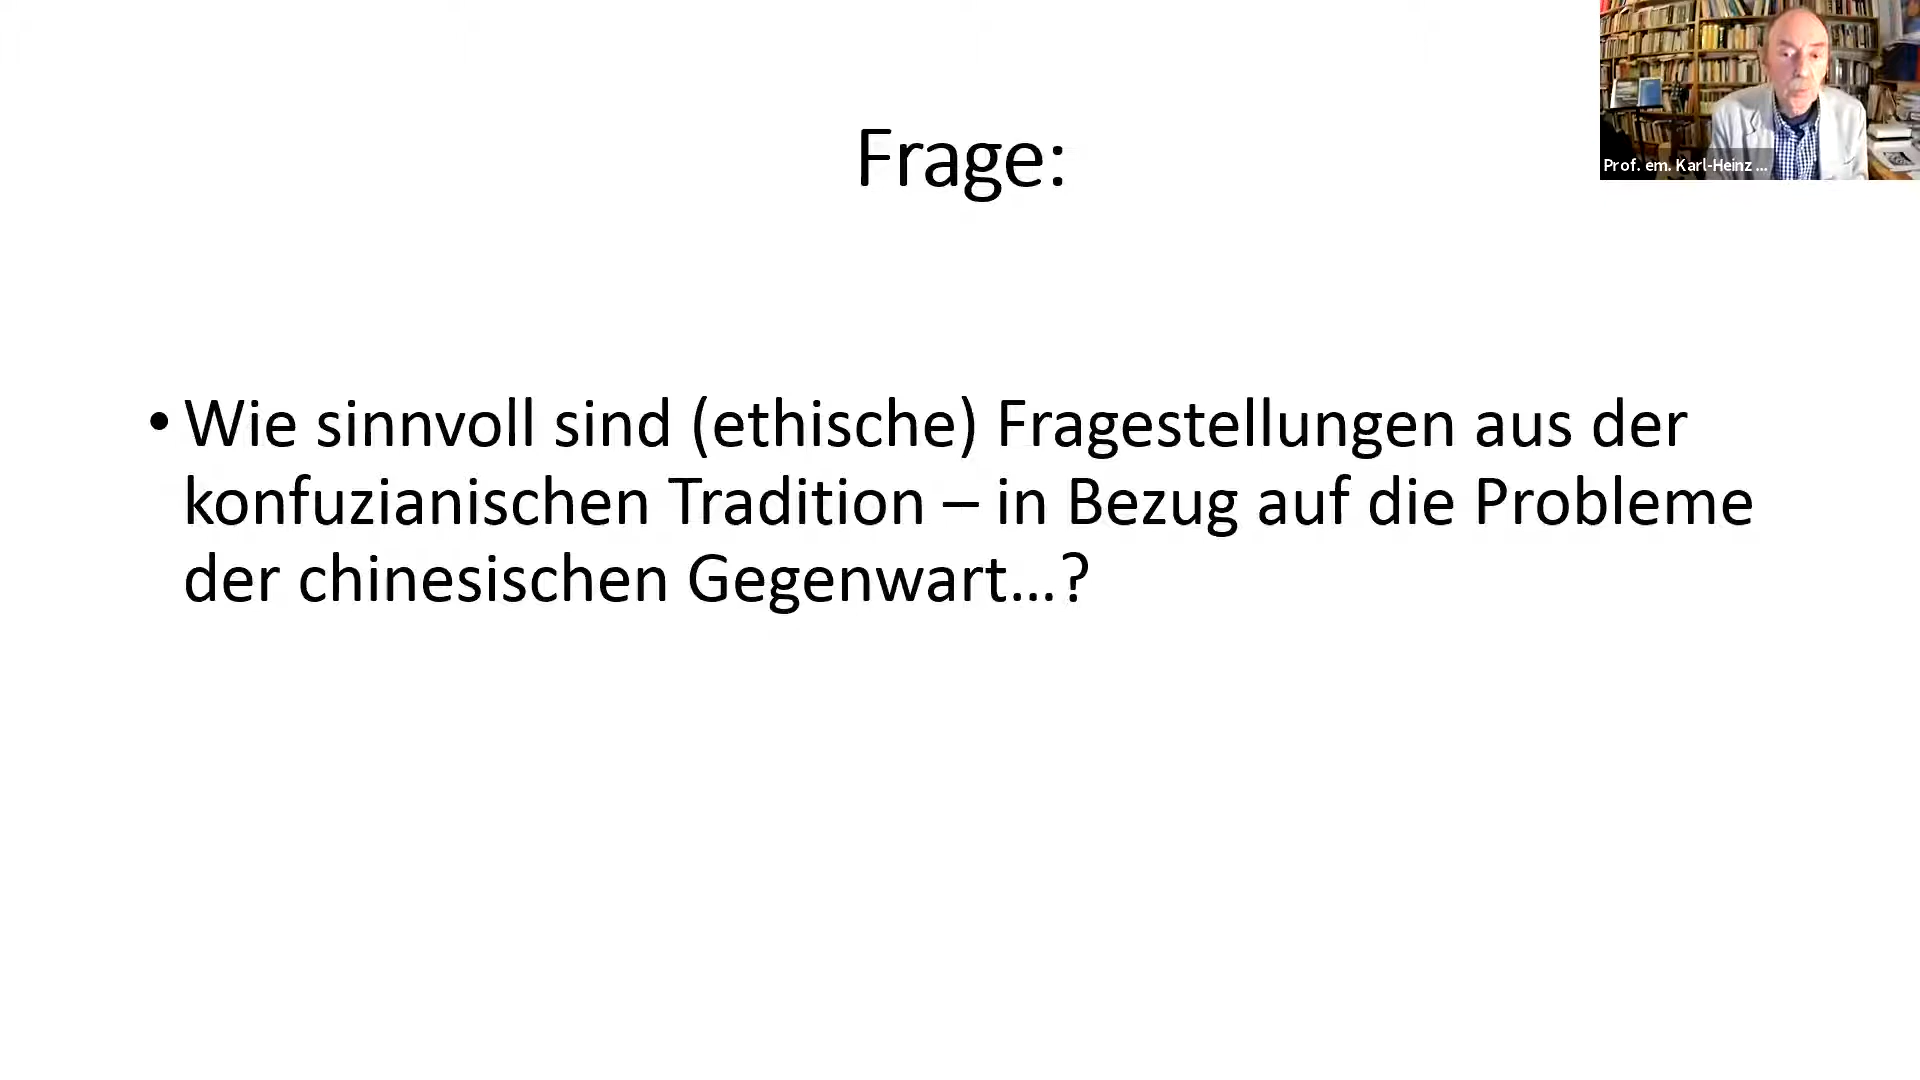 Frage:
• Wie sinnvoll sind (ethische) Fragestellungen aus der
konfuzianischen Tradition – in Bezug auf die Probleme
der chinesischen Gegenwart…?
Prof. em. Karl-Heinz ...